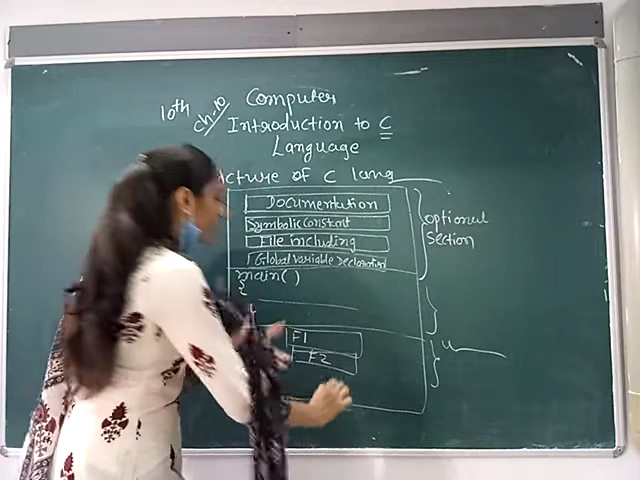 10th
ch-10
Computer
Introduction to C
Language
cture of C lang
Documentation
Symbolic Constant
File including
Global variable Declaration
optional
section
main()
{
F1
F2